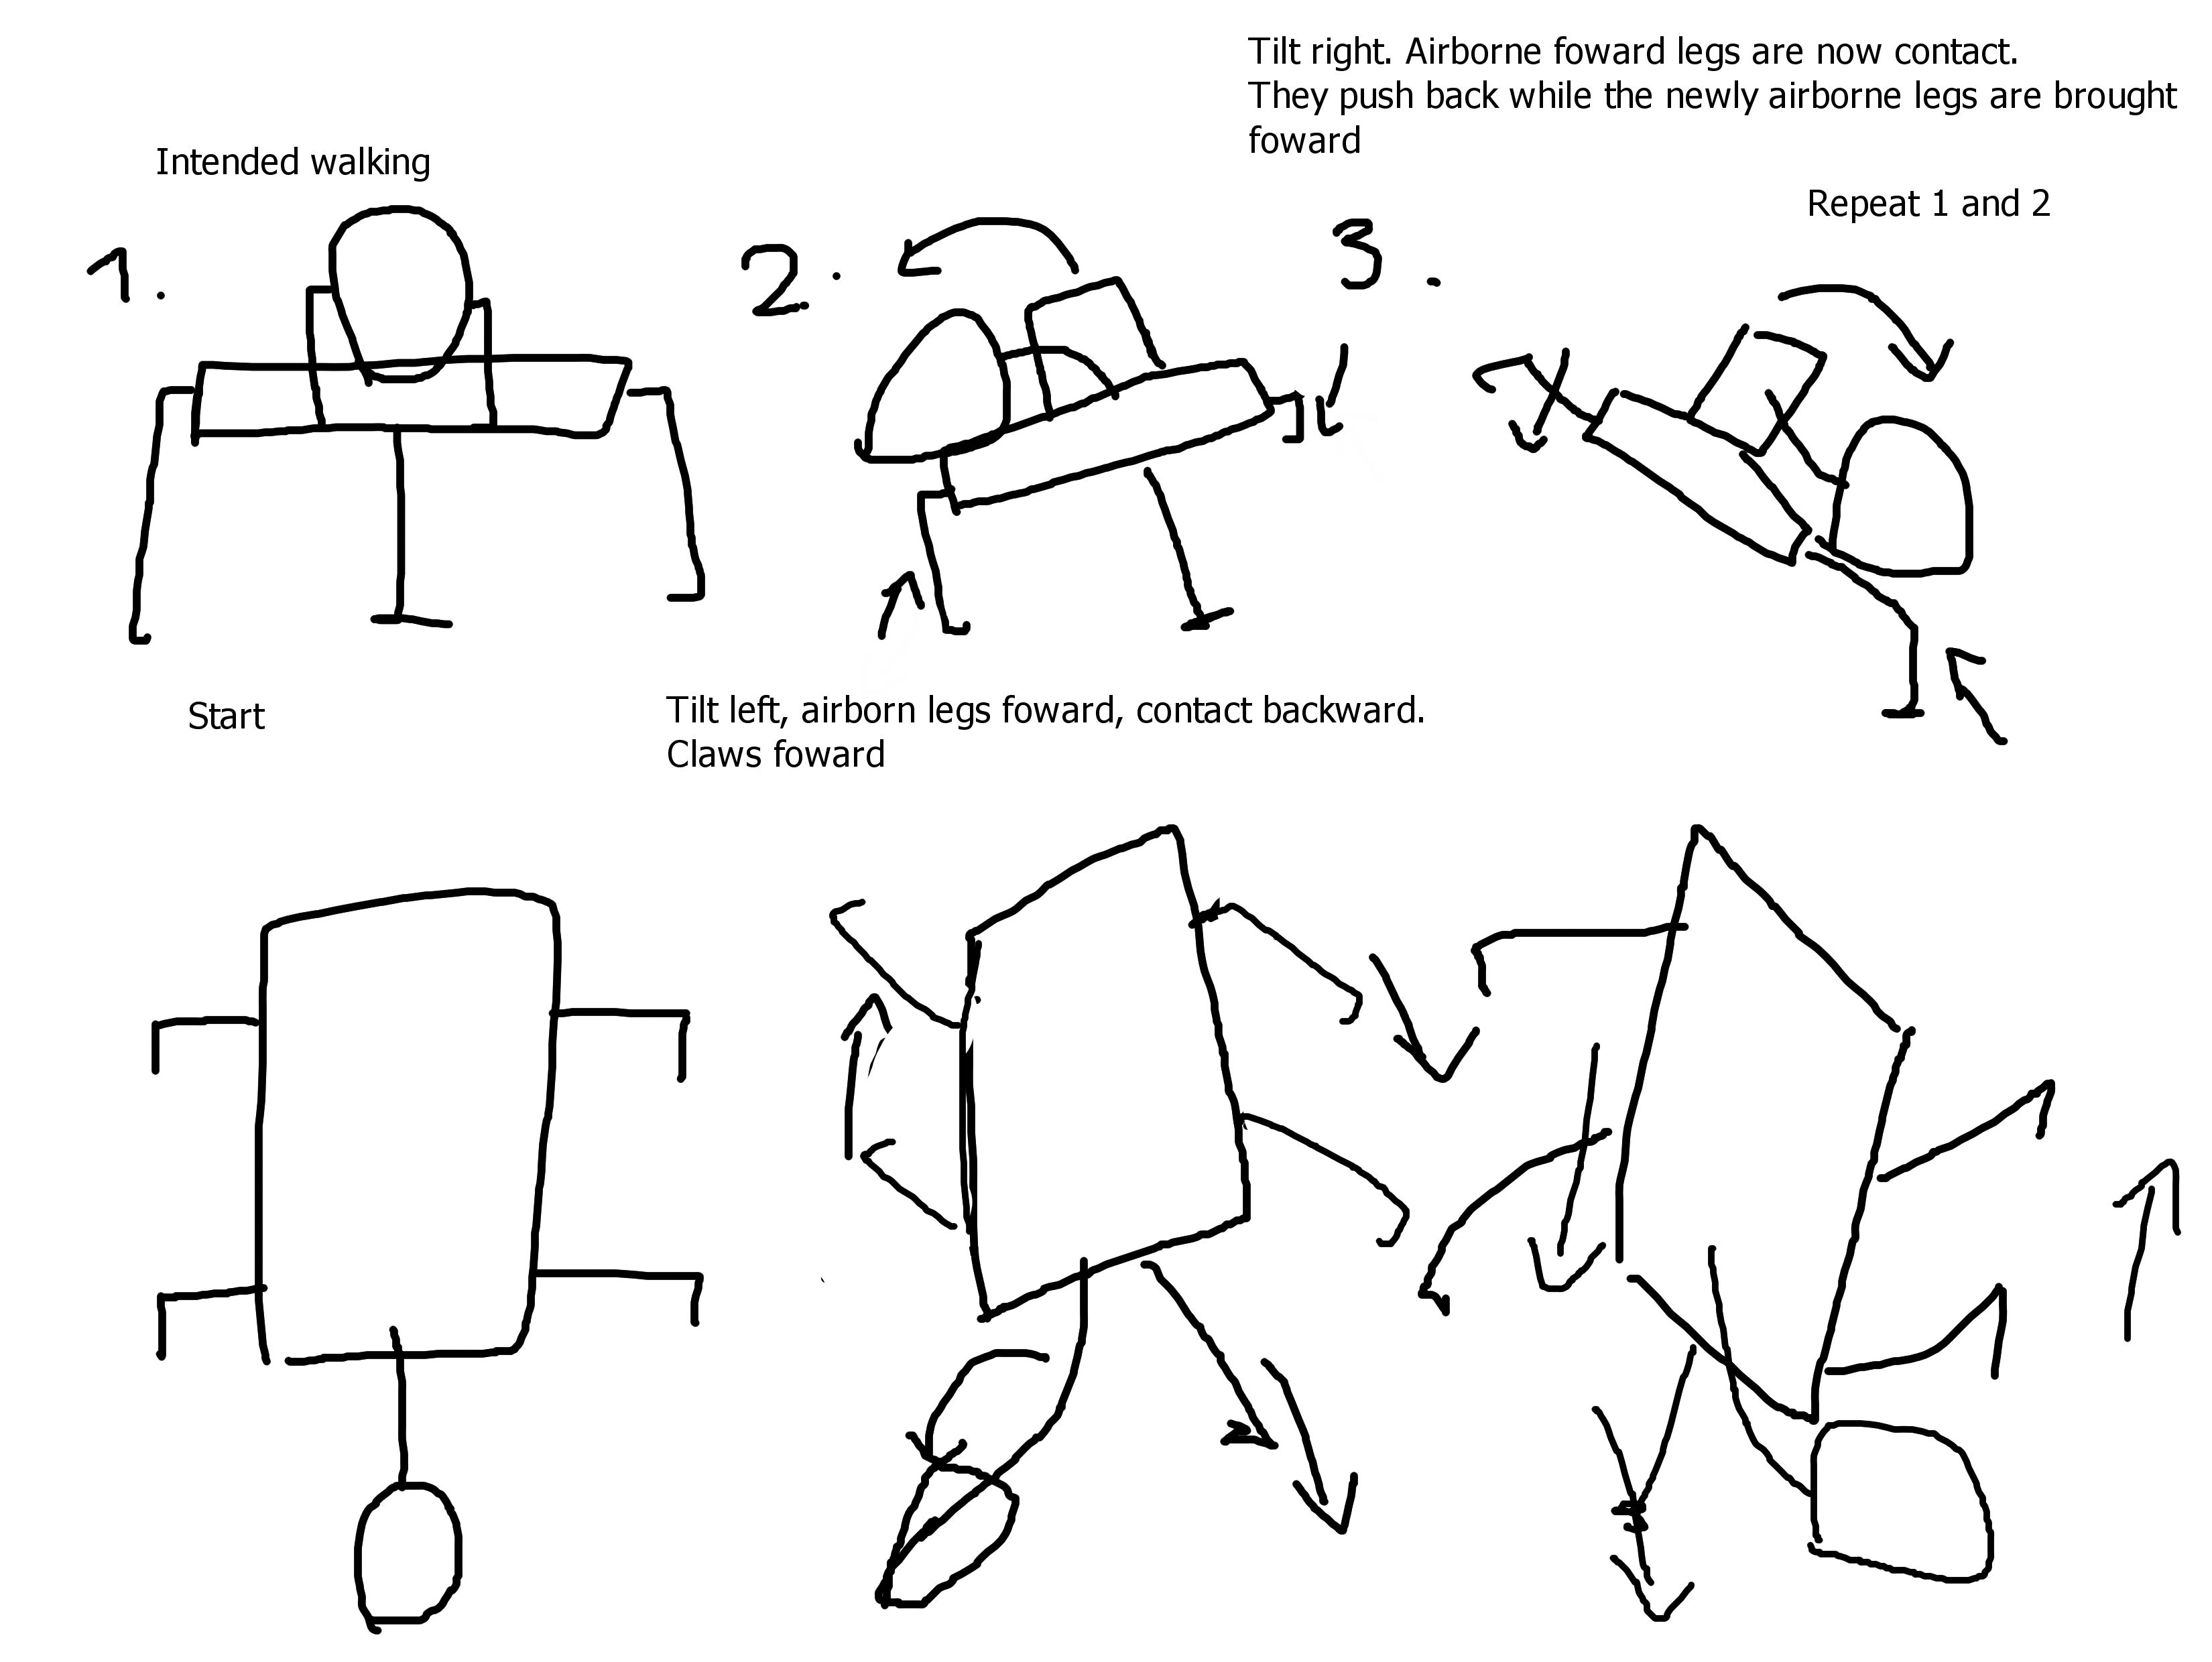 Tilt right. Airborne foward legs are now contact.
They push back while the newly airborne legs are brought
foward
Intended walking
Repeat 1 and 2
1.
2.
3.
Start
Tilt left, airborn legs foward, contact backward.
Claws foward